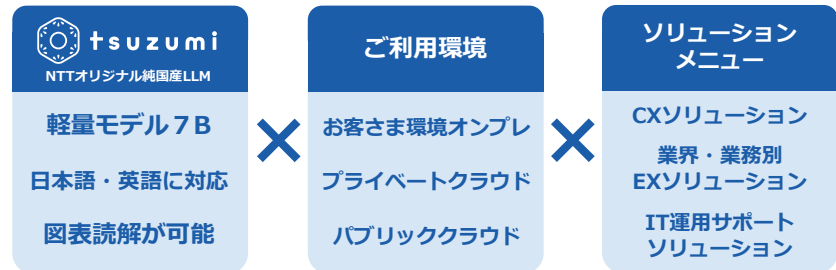 tsuzumi
NTTオリジナル純国産LLM
軽量モデル７B
日本語・英語に対応
図表読解が可能
×
ご利用環境
お客さま環境オンプレ
プライベートクラウド
パブリッククラウド
×
ソリューション
メニュー
CXソリューション
業界・業務別
EXソリューション
IT運用サポート
ソリューション